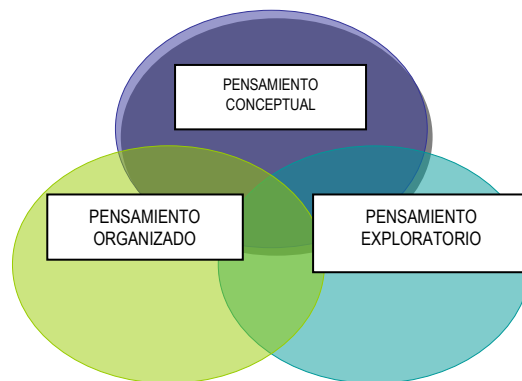 PENSAMIENTO
CONCEPTUAL
PENSAMIENTO
ORGANIZADO
PENSAMIENTO
EXPLORATORIO